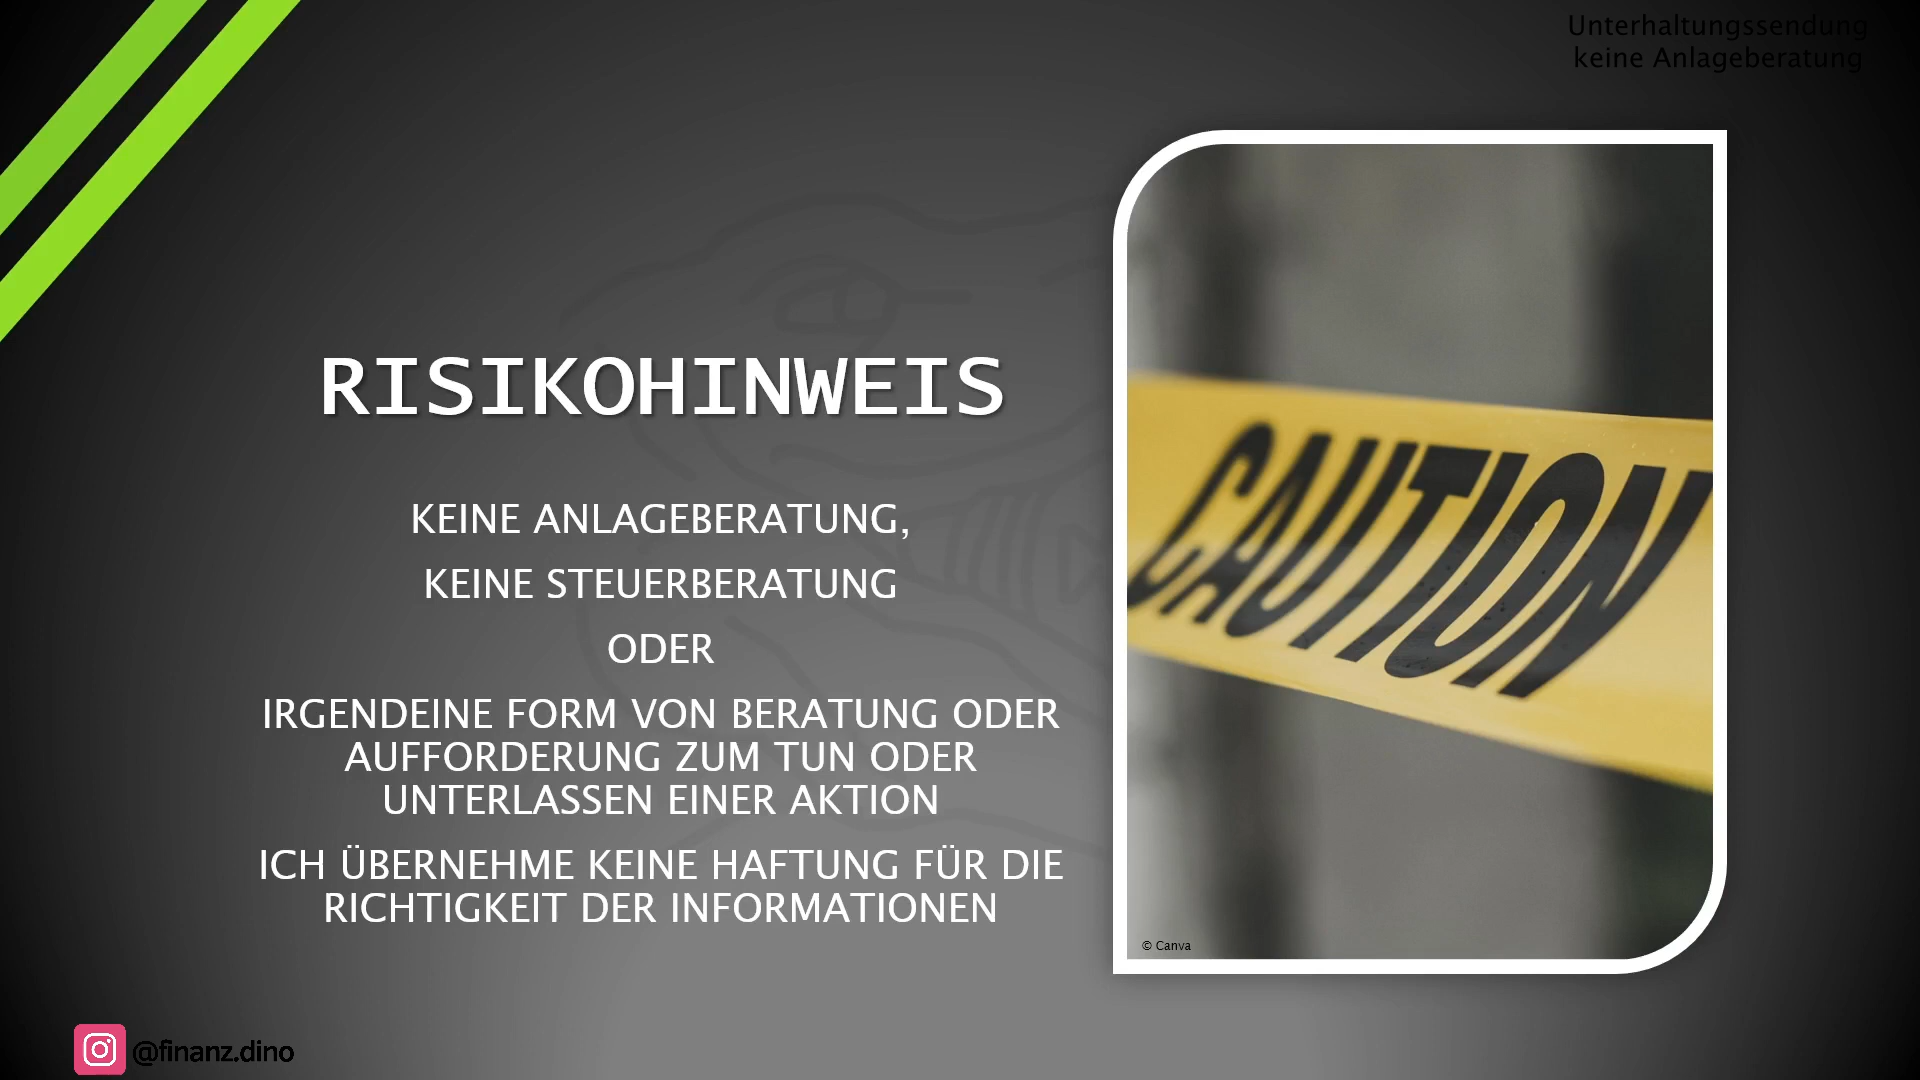 Unterhaltungssendung
keine Anlageberatung
RISIKOHINWEIS
KEINE ANLAGEBERATUNG,
KEINE STEUERBERATUNG
ODER
IRGENDEINE FORM VON BERATUNG ODER
AUFFORDERUNG ZUM TUN ODER
UNTERLASSEN EINER AKTION
ICH ÜBERNEHME KEINE HAFTUNG FÜR DIE
RICHTIGKEIT DER INFORMATIONEN
CAUTION
© Canva
@finanz.dino